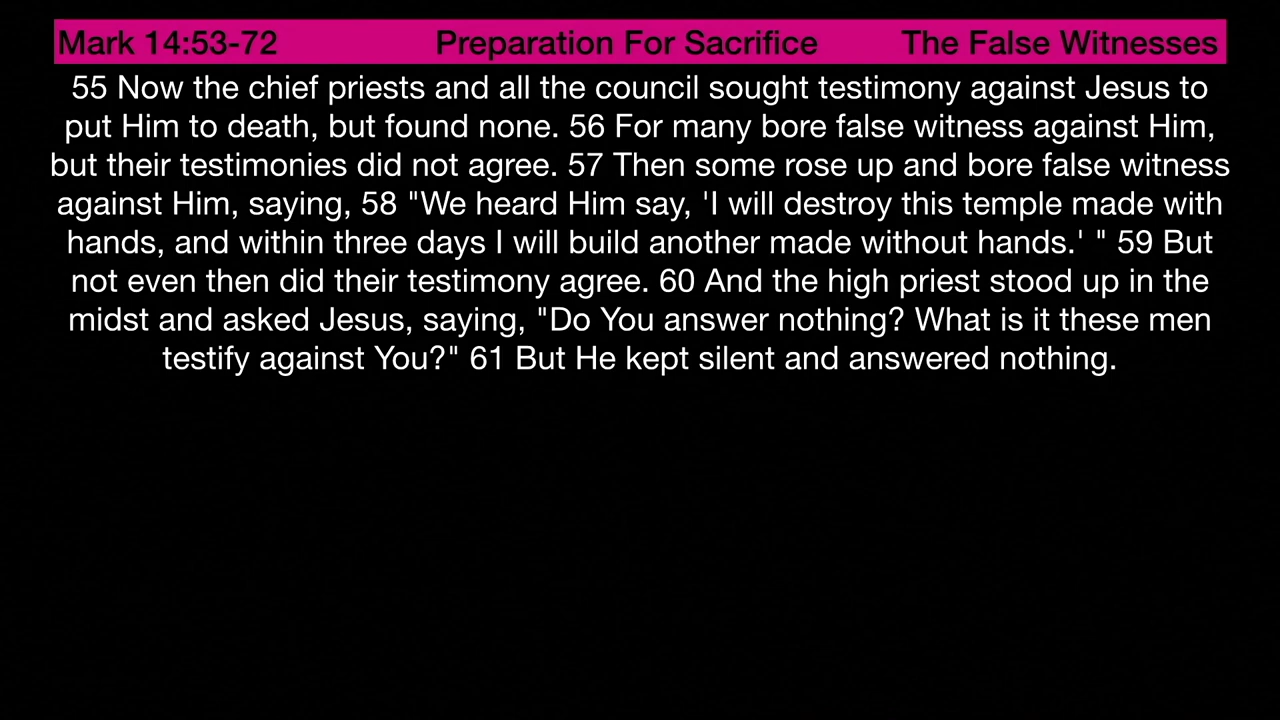 Mark 14:53-72 Preparation For Sacrifice The False Witnesses
55 Now the chief priests and all the council sought testimony against Jesus to
put Him to death, but found none. 56 For many bore false witness against Him,
but their testimonies did not agree. 57 Then some rose up and bore false witness
against Him, saying, 58 "We heard Him say, 'I will destroy this temple made with
hands, and within three days I will build another made without hands.' " 59 But
not even then did their testimony agree. 60 And the high priest stood up in the
midst and asked Jesus, saying, "Do You answer nothing? What is it these men
testify against You?" 61 But He kept silent and answered nothing.